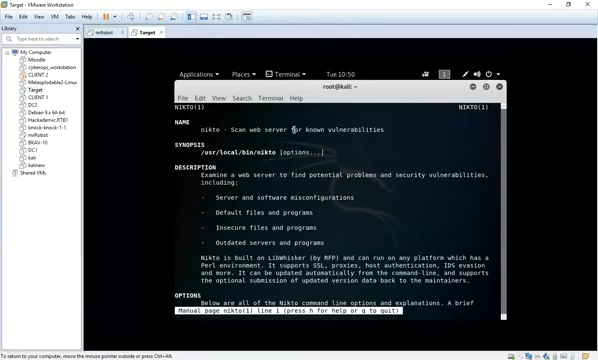 Target - VMware Workstation
File Edit View VM Tabs Help
Library
Type here to search
My Computer
Moodle
cyberops_workstation
CLIENT 2
Metasploitable2-Linux
Target
CLIENT 1
DC2
Debian 9.x 64-bit
Hackademic.RTB1
knock-knock-1-1
mrRobot
BKAV-10
DC1
kali
kalinew
Shared VMs
mrRobot Target
Applications Places Terminal Tue 10:50 1
root@kali: ~
File Edit View Search Terminal Help
NIKTO(1) NIKTO(1)
NAME
nikto - Scan web server for known vulnerabilities
SYNOPSIS
/usr/local/bin/nikto [options...]
DESCRIPTION
Examine a web server to find potential problems and security vulnerabilities,
including:
· Server and software misconfigurations
· Default files and programs
· Insecure files and programs
· Outdated servers and programs
Nikto is built on LibWhisker (by RFP) and can run on any platform which has a
Perl environment. It supports SSL, proxies, host authentication, IDS evasion
and more. It can be updated automatically from the command-line, and supports
the optional submission of updated version data back to the maintainers.
OPTIONS
Below are all of the Nikto command line options and explanations. A brief
Manual page nikto(1) line 1 (press h for help or q to quit)
To return to your computer, move the mouse pointer outside or press Ctrl+Alt.